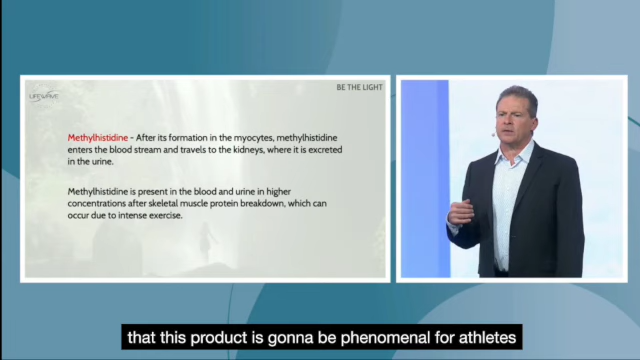 BE THE LIGHT
LIFEWAVE
Methylhistidine - After its formation in the myocytes, methylhistidine
enters the blood stream and travels to the kidneys, where it is excreted
in the urine.
Methylhistidine is present in the blood and urine in higher
concentrations after skeletal muscle protein breakdown, which can
occur due to intense exercise.
that this product is gonna be phenomenal for athletes